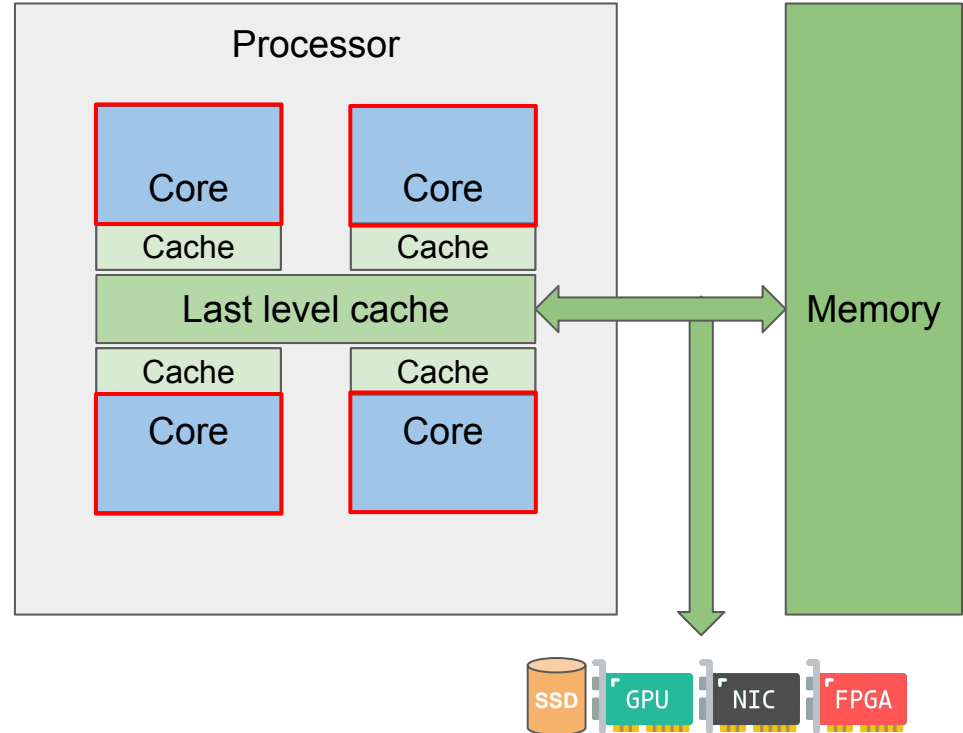 Processor
Core
Core
Cache
Cache
Last level cache
Memory
Cache
Cache
Core
Core
SSD
GPU
NIC
FPGA